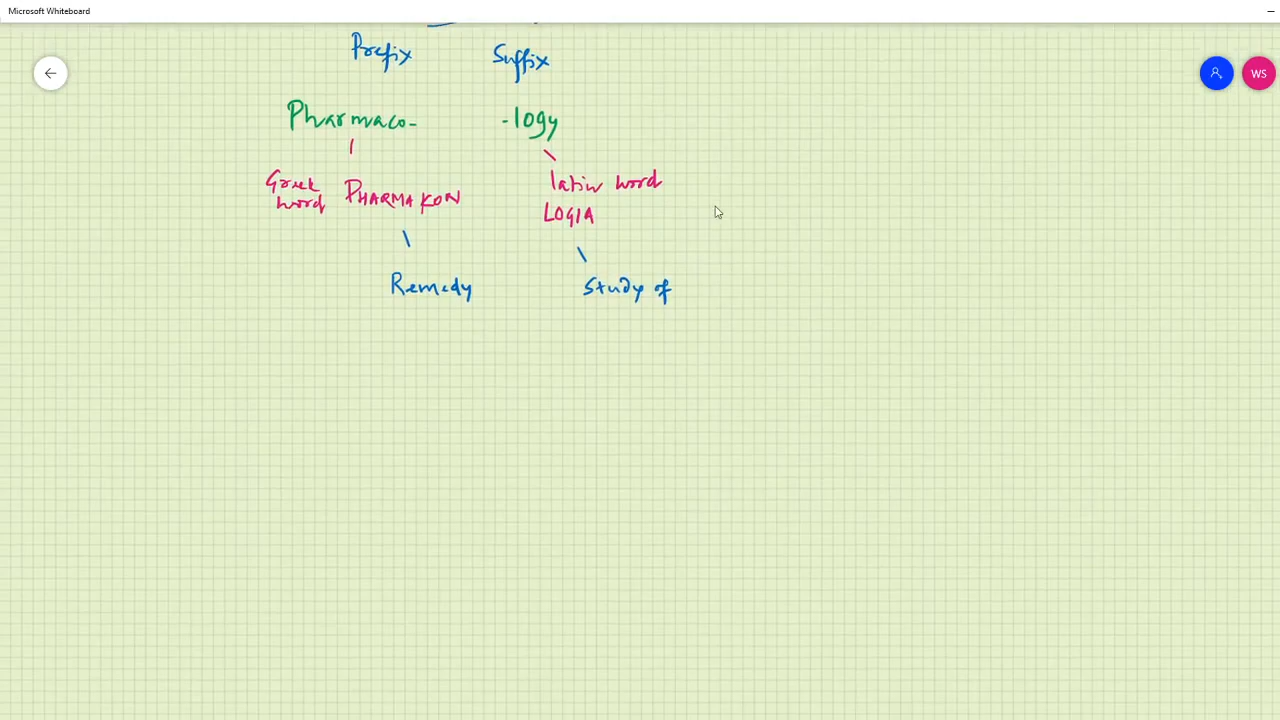 Microsoft Whiteboard
Prefix Suffix
WS
Pharmaco- -logy
Greek word PHARMAKON
latin word
LOGIA
Remedy Study of